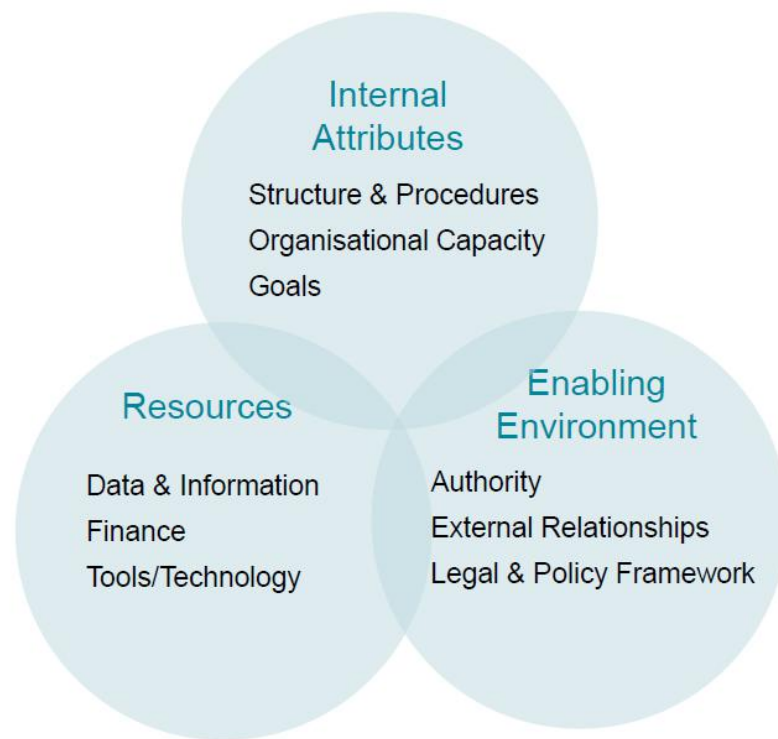 Internal
Attributes
Structure & Procedures
Organisational Capacity
Goals
Resources
Data & Information
Finance
Tools/Technology
Enabling
Environment
Authority
External Relationships
Legal & Policy Framework